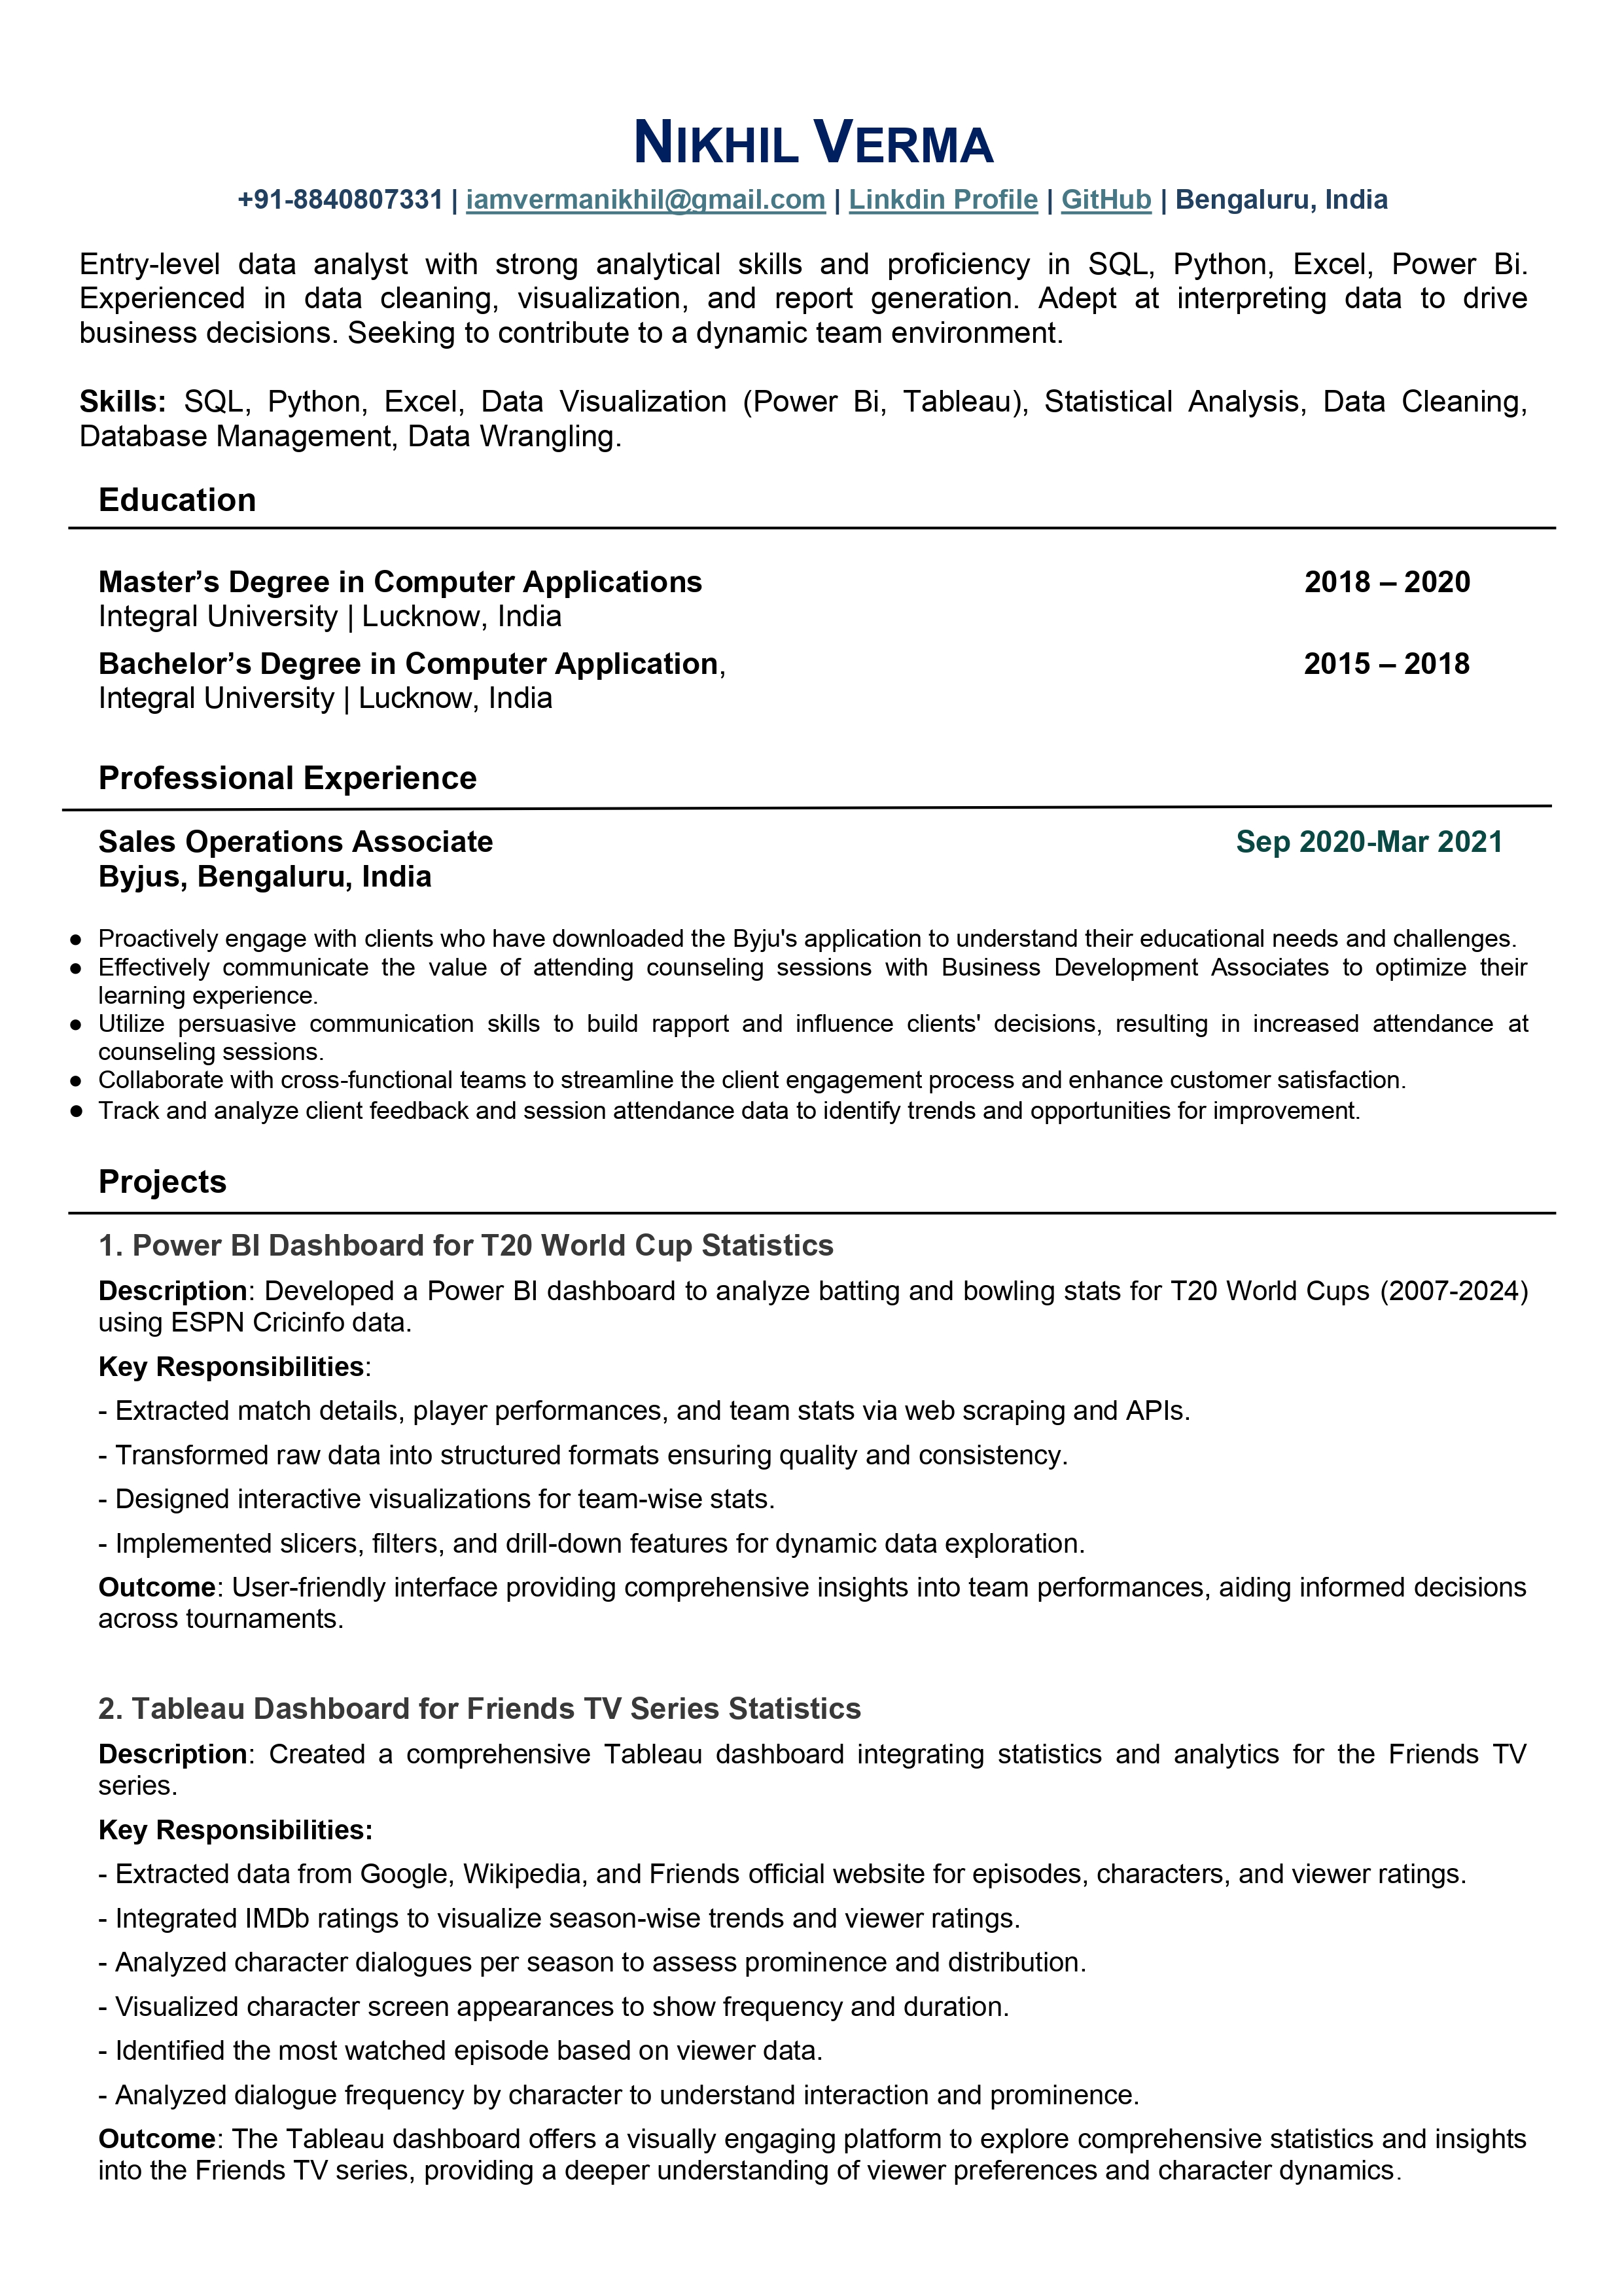 NIKHIL VERMA
+91-8840807331 | iamvermanikhil@gmail.com | Linkdin Profile | GitHub | Bengaluru, India
Entry-level data analyst with strong analytical skills and proficiency in SQL, Python, Excel, Power Bi.
Experienced in data cleaning, visualization, and report generation. Adept at interpreting data to drive
business decisions. Seeking to contribute to a dynamic team environment.
Skills: SQL, Python, Excel, Data Visualization (Power Bi, Tableau), Statistical Analysis, Data Cleaning,
Database Management, Data Wrangling.
Education
Master’s Degree in Computer Applications 2018 – 2020
Integral University | Lucknow, India
Bachelor’s Degree in Computer Application, 2015 – 2018
Integral University | Lucknow, India
Professional Experience
Sales Operations Associate Sep 2020-Mar 2021
Byjus, Bengaluru, India
● Proactively engage with clients who have downloaded the Byju's application to understand their educational needs and challenges.
● Effectively communicate the value of attending counseling sessions with Business Development Associates to optimize their
learning experience.
● Utilize persuasive communication skills to build rapport and influence clients' decisions, resulting in increased attendance at
counseling sessions.
● Collaborate with cross-functional teams to streamline the client engagement process and enhance customer satisfaction.
● Track and analyze client feedback and session attendance data to identify trends and opportunities for improvement.
Projects
1. Power BI Dashboard for T20 World Cup Statistics
Description: Developed a Power BI dashboard to analyze batting and bowling stats for T20 World Cups (2007-2024)
using ESPN Cricinfo data.
Key Responsibilities:
- Extracted match details, player performances, and team stats via web scraping and APIs.
- Transformed raw data into structured formats ensuring quality and consistency.
- Designed interactive visualizations for team-wise stats.
- Implemented slicers, filters, and drill-down features for dynamic data exploration.
Outcome: User-friendly interface providing comprehensive insights into team performances, aiding informed decisions
across tournaments.
2. Tableau Dashboard for Friends TV Series Statistics
Description: Created a comprehensive Tableau dashboard integrating statistics and analytics for the Friends TV
series.
Key Responsibilities:
- Extracted data from Google, Wikipedia, and Friends official website for episodes, characters, and viewer ratings.
- Integrated IMDb ratings to visualize season-wise trends and viewer ratings.
- Analyzed character dialogues per season to assess prominence and distribution.
- Visualized character screen appearances to show frequency and duration.
- Identified the most watched episode based on viewer data.
- Analyzed dialogue frequency by character to understand interaction and prominence.
Outcome: The Tableau dashboard offers a visually engaging platform to explore comprehensive statistics and insights
into the Friends TV series, providing a deeper understanding of viewer preferences and character dynamics.